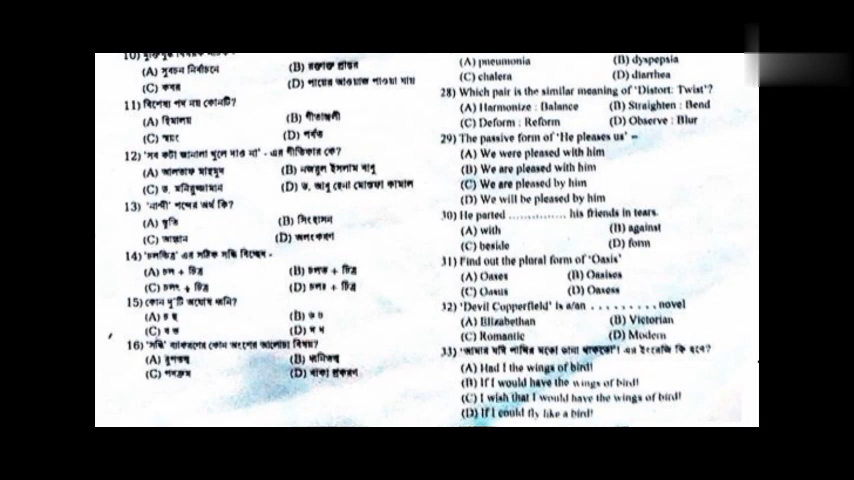 (A) সুবচন নির্বাচনে (B) রক্তাক্ত প্রান্তর
(C) কবর (D) পায়ের আওয়াজ পাওয়া যায়
11) বিশেষ্য পদ নয় কোনটি?
(A) হিমালয় (B) গীতাঞ্জলী
(C) (D) পর্বত
12) 'সব কটা জানালা খুলে দাও না' - এর গীতিকার কে?
(A) আলতাফ মাহমুদ (B) নজরুল ইসলাম বাবু
(C) ড. মনিরুজ্জামান (D) ড. আবু হেনা মোস্তফা কামাল
13) শব্দের অর্থ কি?
(A) (B) সিংহাসন
(C) আহ্বান (D) অলংকরণ
14) 'চলচ্চিত্র' এর সঠিক সন্ধি বিচ্ছেদ -
(A) চল + চিত্র (B) চলচ + চিত্র
(C) চলৎ + চিত্র (D) + চিত্র
15) কোন দু'টি অঘোষ ধ্বনি?
(A) চ ছ (B)
(C) (D)
16) 'সন্ধি' ব্যাকরণের কোন অংশের আলোচ্য বিষয়?
(A) রূপতত্ত্ব (B) ধ্বনিতত্ত্ব
(C) পদক্রম (D) বাক্য প্রকরণ
(A) pneumonia (B) dyspepsia
(C) chalera (D) diarrhea
28) Which pair is the similar meaning of 'Distort: Twist'?
(A) Harmonize : Balance (B) Straighten : Bend
(C) Deform : Reform (D) Observe : Blur
29) The passive form of 'He pleases us' –
(A) We were pleased with him
(B) We are pleased with him
(C) We are pleased by him
(D) We will be pleased by him
30) He parted .............. his friends in tears.
(A) with (B) against
(C) beside (D) form
31) Find out the plural form of 'Oasis'
(A) Oases (B) Oasises
(C) Oasus (D) Oasess
32) 'Devil Copperfield' is a/an . . . . . . . . . novel
(A) Elizabethan (B) Victorian
(C) Romantic (D) Modern
33) 'আমার যদি পাখির মতো ডানা থাকতো'! এর ইংরেজি কি হবে?
(A) Had I the wings of bird!
(B) If I would have the wings of bird!
(C) I wish that I would have the wings of bird!
(D) If I could fly like a bird!